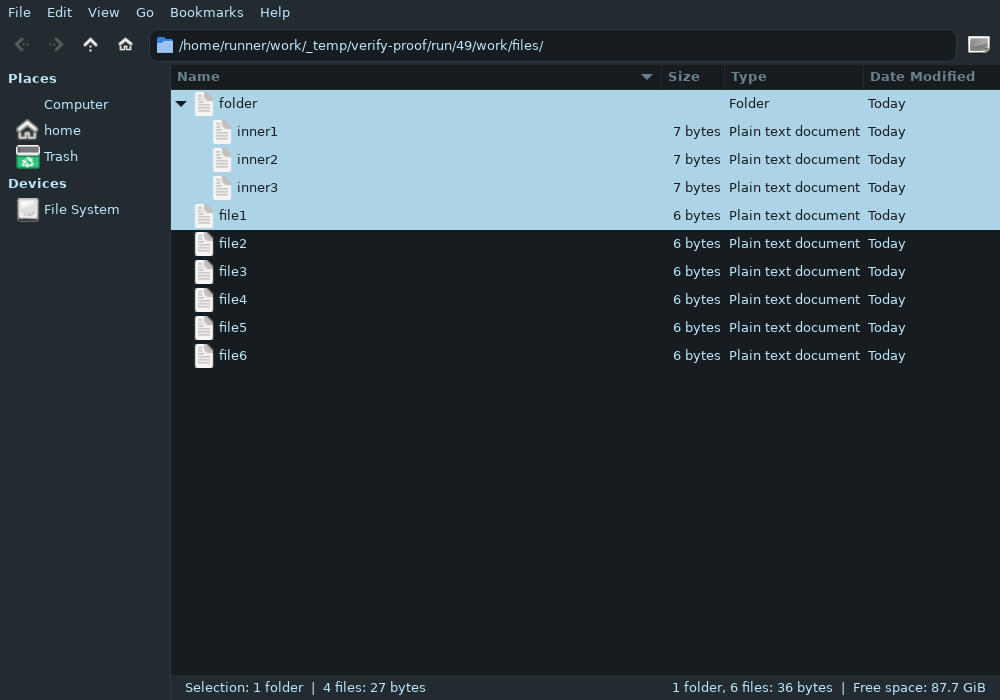 File Edit View Go Bookmarks Help
/home/runner/work/_temp/verify-proof/run/49/work/files/
Places
Computer
home
Trash
Devices
File System
Name Size Type Date Modified
folder Folder Today
inner1 7 bytes Plain text document Today
inner2 7 bytes Plain text document Today
inner3 7 bytes Plain text document Today
file1 6 bytes Plain text document Today
file2 6 bytes Plain text document Today
file3 6 bytes Plain text document Today
file4 6 bytes Plain text document Today
file5 6 bytes Plain text document Today
file6 6 bytes Plain text document Today
Selection: 1 folder | 4 files: 27 bytes 1 folder, 6 files: 36 bytes | Free space: 87.7 GiB